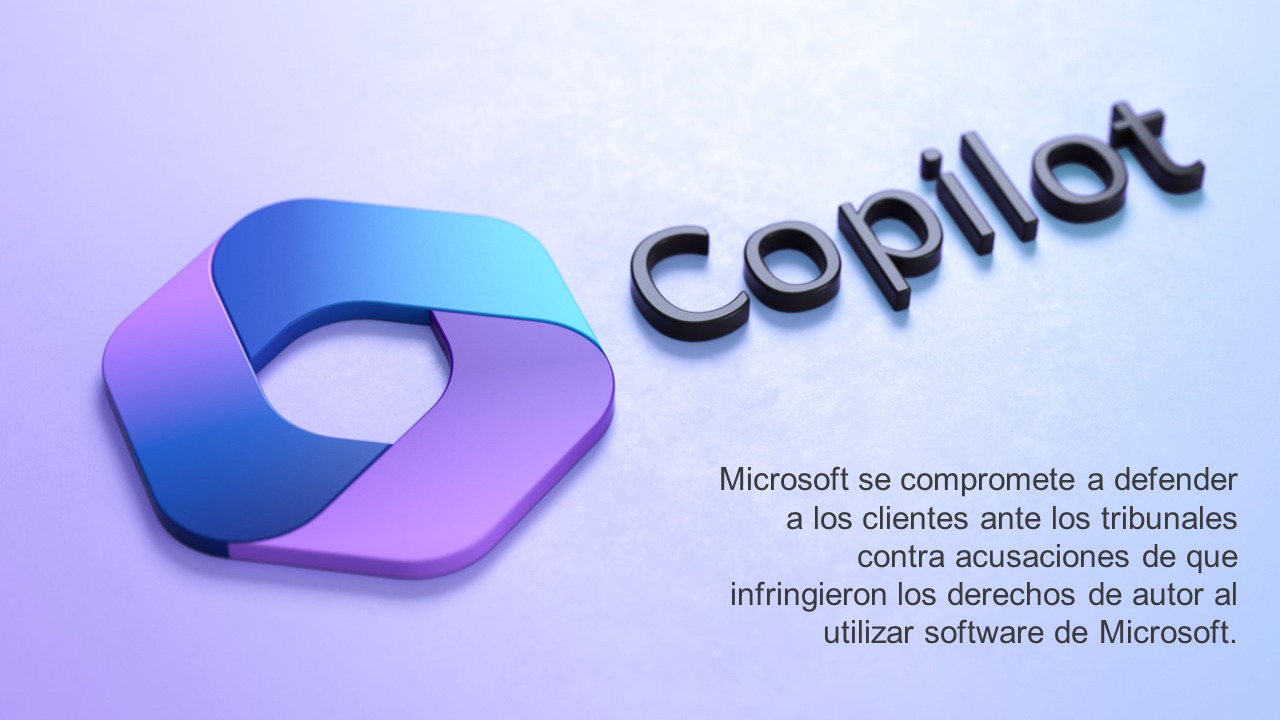 Copilot
Microsoft se compromete a defender
a los clientes ante los tribunales
contra acusaciones de que
infringieron los derechos de autor al
utilizar software de Microsoft.